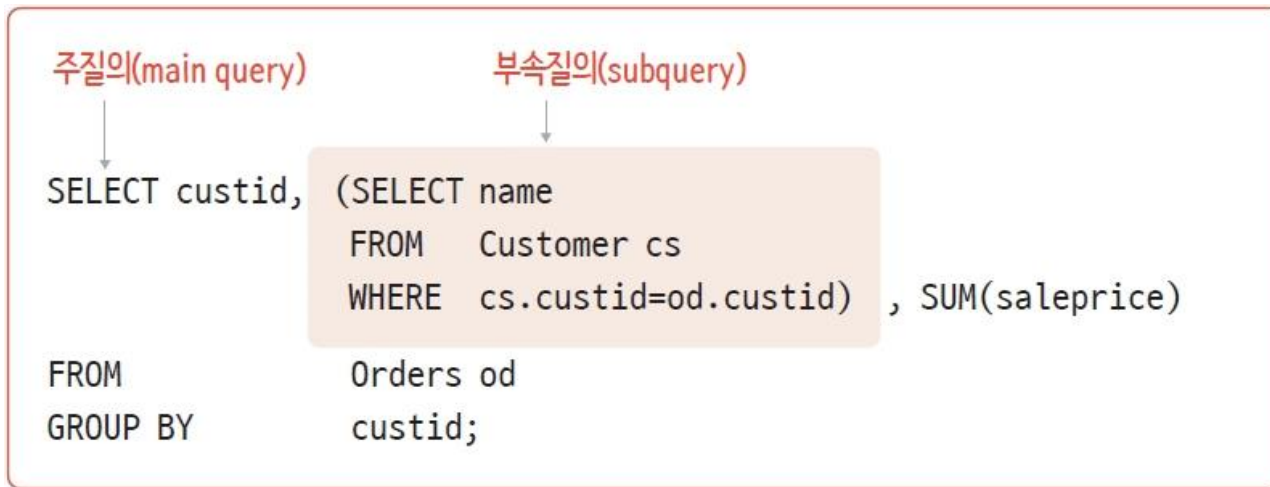 주질의(main query) 부속질의(subquery)
SELECT custid, (SELECT name
FROM Customer cs
WHERE cs.custid=od.custid) , SUM(saleprice)
FROM Orders od
GROUP BY custid;